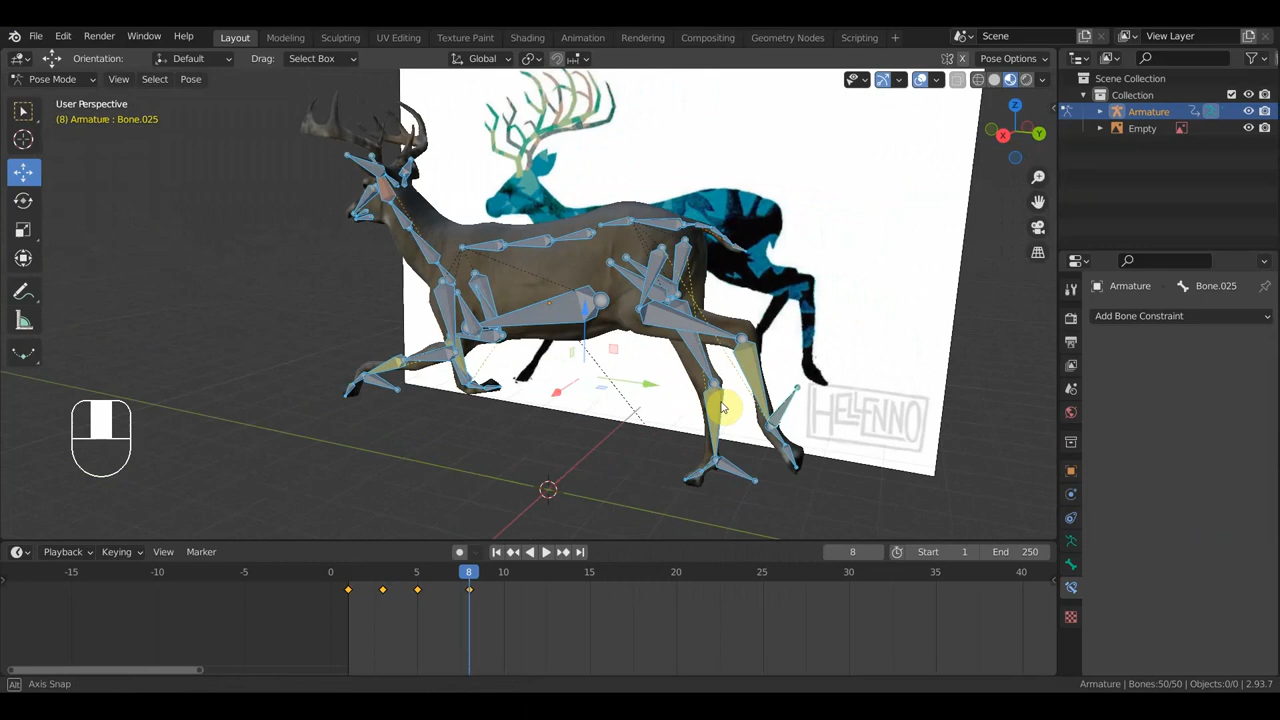 File Edit Render Window Help Layout Modeling Sculpting UV Editing Texture Paint Shading Animation Rendering Compositing Geometry Nodes Scripting + Scene View Layer
Orientation: Default Drag: Select Box Global X Pose Options
Pose Mode View Select Pose
User Perspective
(8) Armature : Bone.025
Z
X Y
HELLENNO
Scene Collection
Collection
Armature
Empty
Armature Bone.025
Add Bone Constraint
Playback Keying View Marker 8 Start 1 End 250
-15 -10 -5 0 5 8 10 15 20 25 30 35 40
Alt Axis Snap Armature | Bones:50/50 | Objects:0/0 | 2.93.7